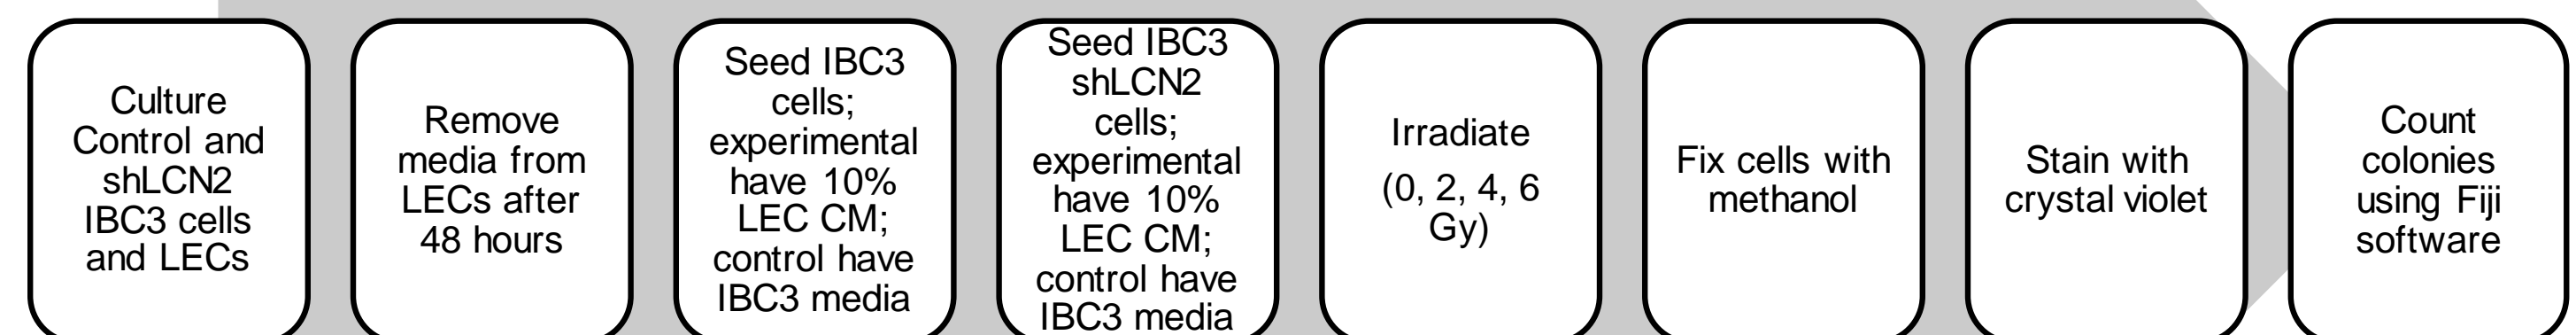 Culture
Control and
shLCN2
IBC3 cells
and LECs
Remove
media from
LECs after
48 hours
Seed IBC3
cells;
experimental
have 10%
LEC CM;
control have
IBC3 media
Seed IBC3
shLCN2
cells;
experimental
have 10%
LEC CM;
control have
IBC3 media
Irradiate
(0, 2, 4, 6
Gy)
Fix cells with
methanol
Stain with
crystal violet
Count
colonies
using Fiji
software